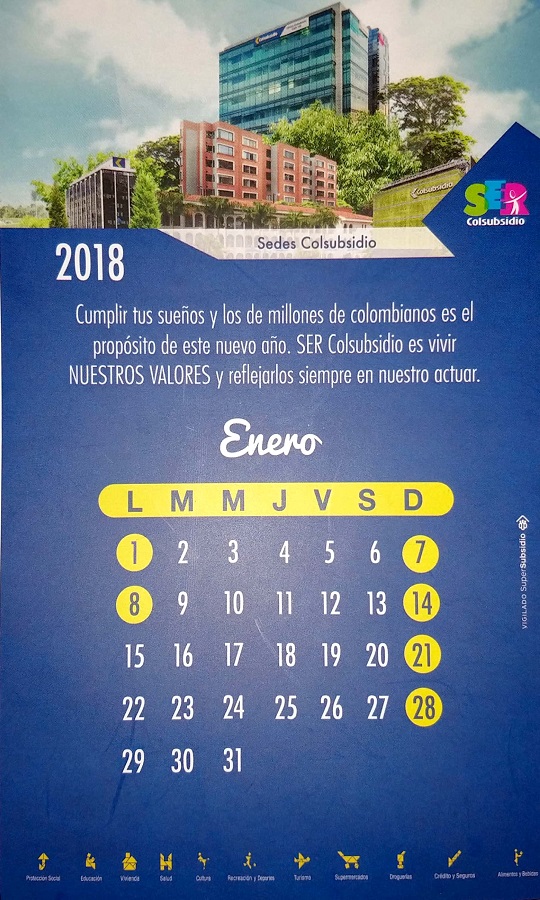 Colsubsidio
Colsubsidio
SER
Colsubsidio
Sedes Colsubsidio
2018
Cumplir tus sueños y los de millones de colombianos es el
propósito de este nuevo año. SER Colsubsidio es vivir
NUESTROS VALORES y reflejarlos siempre en nuestro actuar.
Enero
L M M J V S D
1 2 3 4 5 6 7
8 9 10 11 12 13 14
15 16 17 18 19 20 21
22 23 24 25 26 27 28
29 30 31
VIGILADO SuperSubsidio
Protección Social Educación Vivienda Salud Cultura Recreación y Deportes Turismo Supermercados Droguerías Crédito y Seguros Alimentos y Bebidas